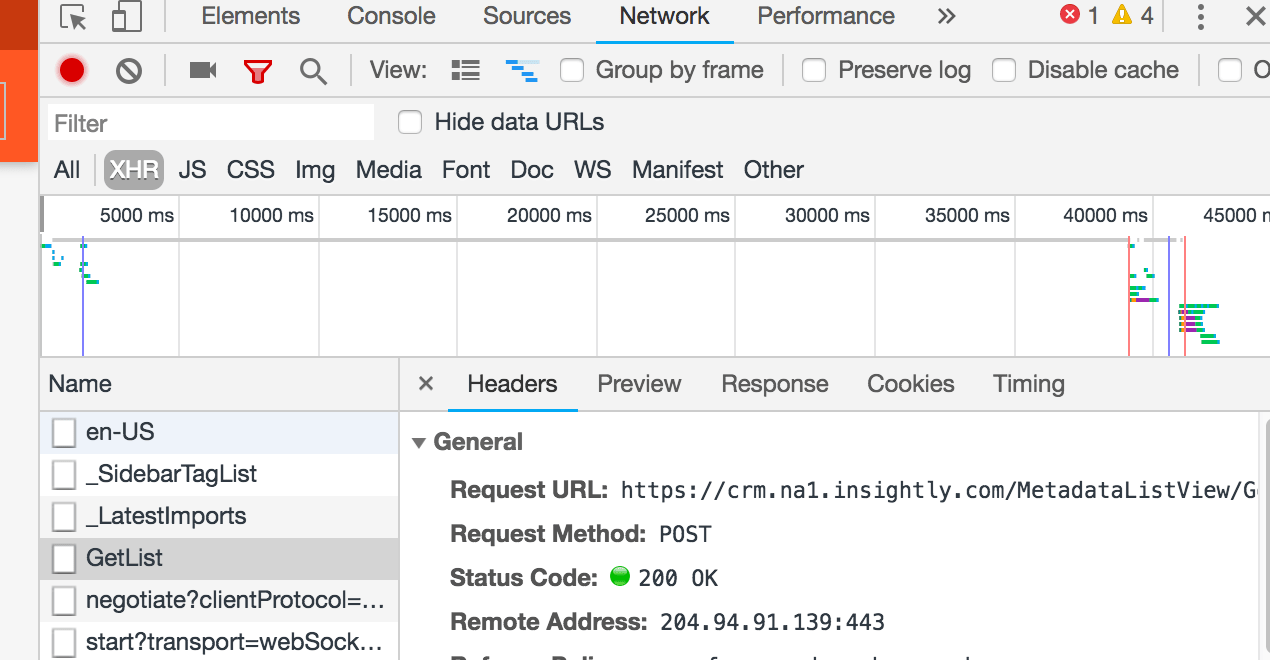 Elements Console Sources Network Performance » 1 4
View: Group by frame Preserve log Disable cache
Filter Hide data URLs
All XHR JS CSS Img Media Font Doc WS Manifest Other
5000 ms 10000 ms 15000 ms 20000 ms 25000 ms 30000 ms 35000 ms 40000 ms 45000
Name × Headers Preview Response Cookies Timing
en-US
_SidebarTagList
_LatestImports
GetList
negotiate?clientProtocol=...
start?transport=webSock...
General
Request URL: https://crm.na1.insightly.com/MetadataListView/G
Request Method: POST
Status Code: 200 OK
Remote Address: 204.94.91.139:443